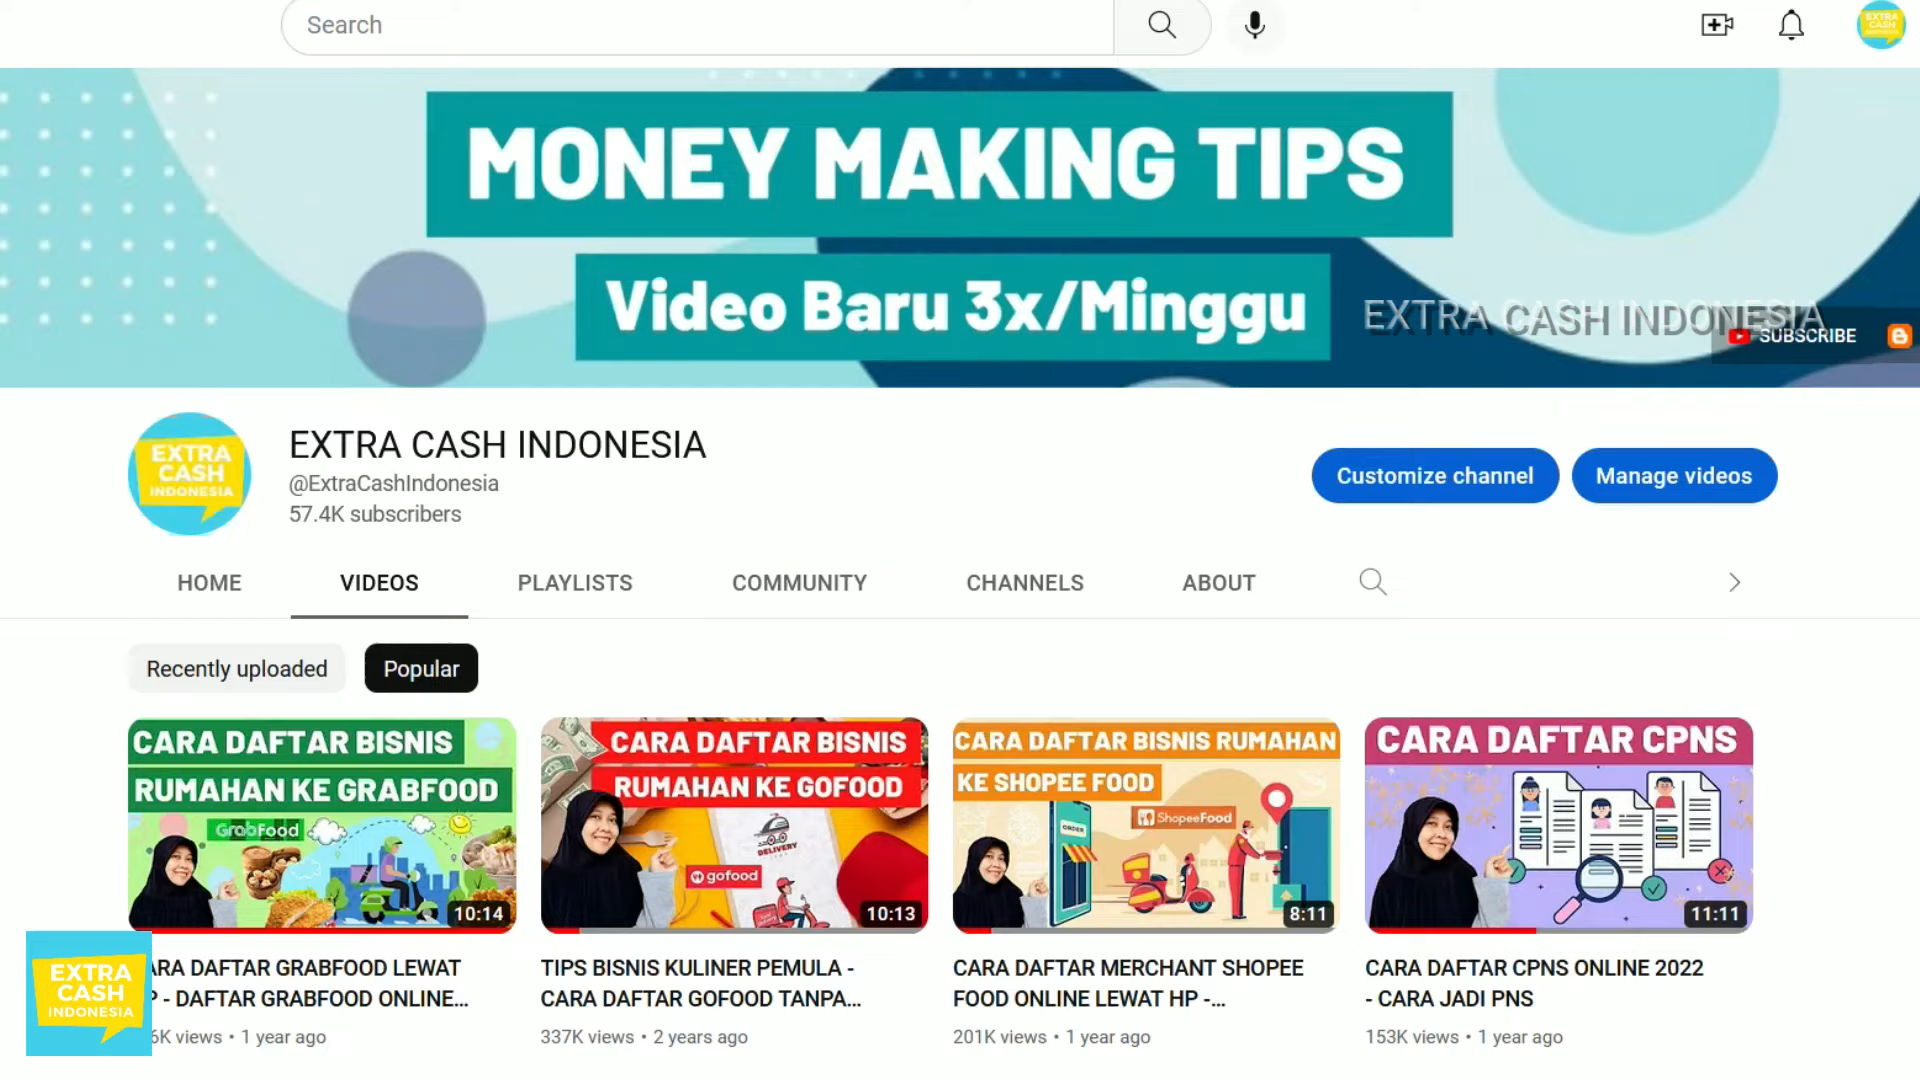 Search
EXTRA
CASH
INDONESIA
MONEY MAKING TIPS
Video Baru 3x/Minggu
EXTRA CASH INDONESIA
SUBSCRIBE
EXTRA
CASH
INDONESIA
EXTRA CASH INDONESIA
@ExtraCashIndonesia
57.4K subscribers
Customize channel
Manage videos
HOME
VIDEOS
PLAYLISTS
COMMUNITY
CHANNELS
ABOUT
Recently uploaded
Popular
CARA DAFTAR BISNIS
RUMAHAN KE GRABFOOD
GrabFood
10:14
CARA DAFTAR BISNIS
RUMAHAN KE GOFOOD
DELIVERY
gofood
10:13
CARA DAFTAR BISNIS RUMAHAN
KE SHOPEE FOOD
ORDER
ShopeeFood
8:11
CARA DAFTAR CPNS
11:11
EXTRA
CASH
INDONESIA
DAFTAR GRABFOOD LEWAT
- DAFTAR GRABFOOD ONLINE...
views • 1 year ago
TIPS BISNIS KULINER PEMULA -
CARA DAFTAR GOFOOD TANPA...
337K views • 2 years ago
CARA DAFTAR MERCHANT SHOPEE
FOOD ONLINE LEWAT HP -...
201K views • 1 year ago
CARA DAFTAR CPNS ONLINE 2022
- CARA JADI PNS
153K views • 1 year ago